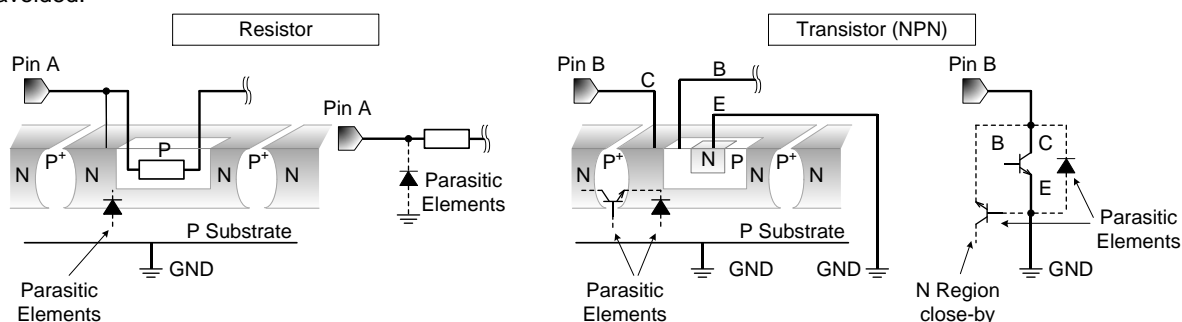 avoided.
Resistor
Transistor (NPN)
Pin A
Pin A
N P+ N P N P+ N
Parasitic
Elements
P Substrate
GND
Parasitic
Elements
Pin B
C
B
E
N P+ N P N P+ N
P Substrate
GND
GND
Parasitic
Elements
Pin B
B
C
E
Parasitic
Elements
GND
N Region
close-by